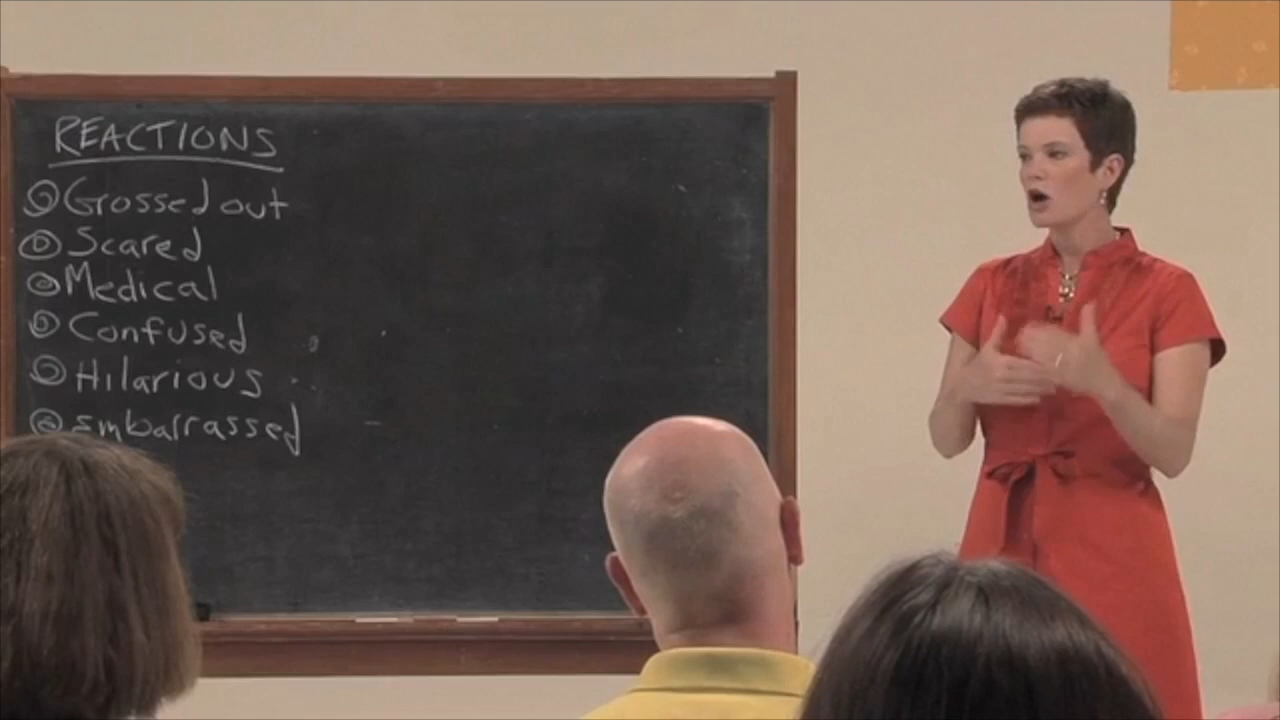 REACTIONS
Grossed out
Scared
Medical
Confused
Hilarious
Embarrassed